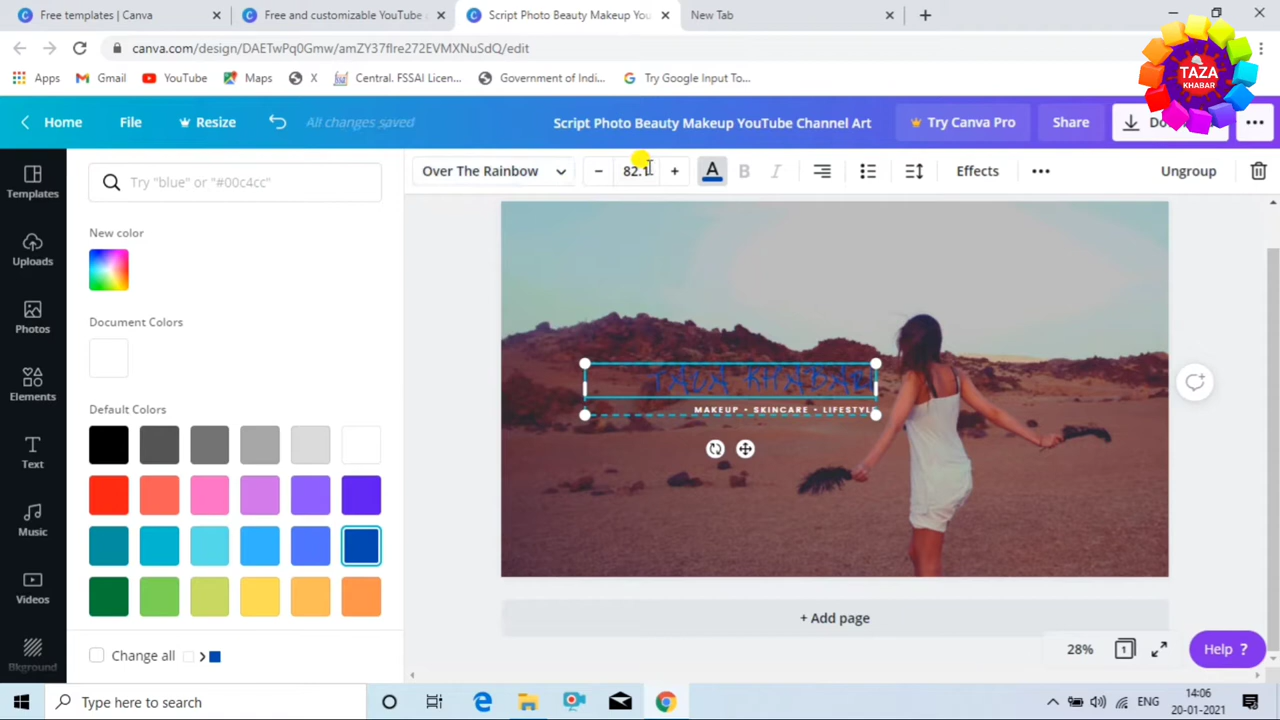 Free templates | Canva
Free and customizable YouTube
Script Photo Beauty Makeup You
New Tab
canva.com/design/DAETwPq0Gmw/amZY37fIre272EVMXNuSdQ/edit
Apps
Gmail
YouTube
Maps
X
Central. FSSAI Licen...
Government of Indi...
Try Google Input To...
TAZA
KHABAR
Home
File
Resize
All changes saved
Script Photo Beauty Makeup YouTube Channel Art
Try Canva Pro
Share
Templates
Uploads
Photos
Elements
Text
Music
Videos
Bkground
Try "blue" or "#00c4cc"
New color
Document Colors
Default Colors
Change all
Over The Rainbow
82.1
A
B
I
Effects
Ungroup
TAZA KHABAR
MAKEUP • SKINCARE • LIFESTYLE
+ Add page
28%
1
Help ?
Type here to search
ENG
14:06
20-01-2021